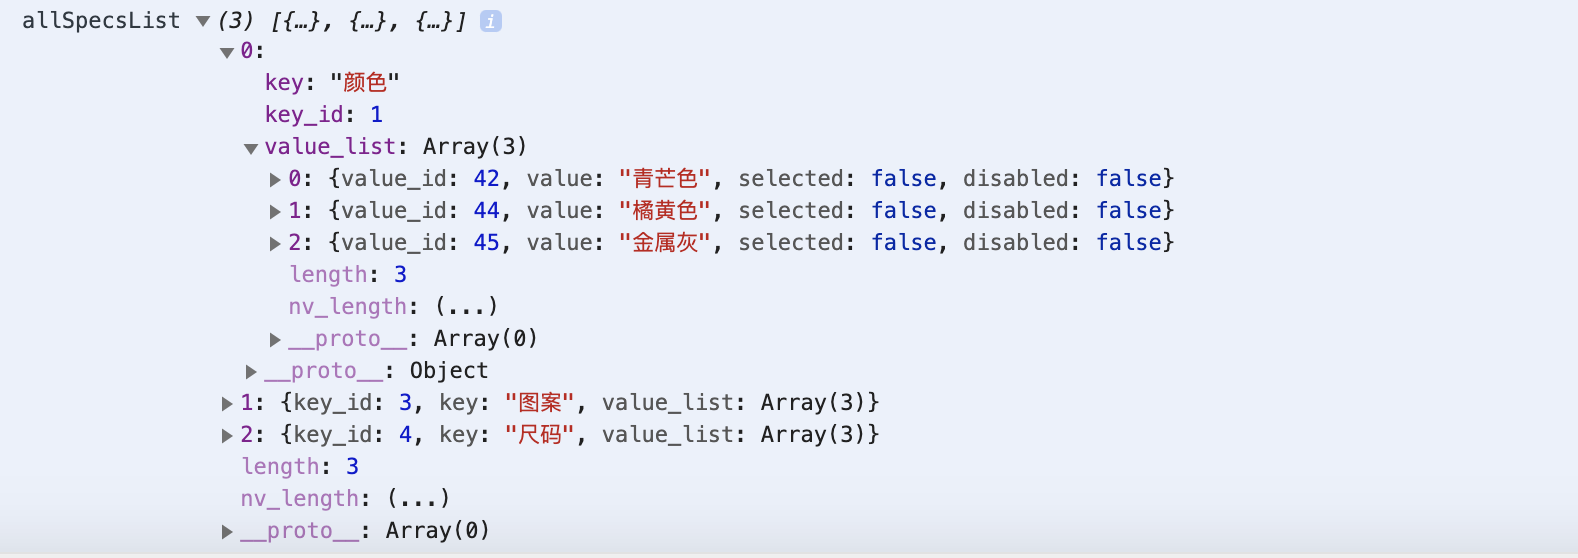 allSpecsList ▼(3) [{…}, {…}, {…}] i
▼0:
key: "颜色"
key_id: 1
▼value_list: Array(3)
▶0: {value_id: 42, value: "青芒色", selected: false, disabled: false}
▶1: {value_id: 44, value: "橘黄色", selected: false, disabled: false}
▶2: {value_id: 45, value: "金属灰", selected: false, disabled: false}
length: 3
nv_length: (...)
▶__proto__: Array(0)
▶__proto__: Object
▶1: {key_id: 3, key: "图案", value_list: Array(3)}
▶2: {key_id: 4, key: "尺码", value_list: Array(3)}
length: 3
nv_length: (...)
▶__proto__: Array(0)